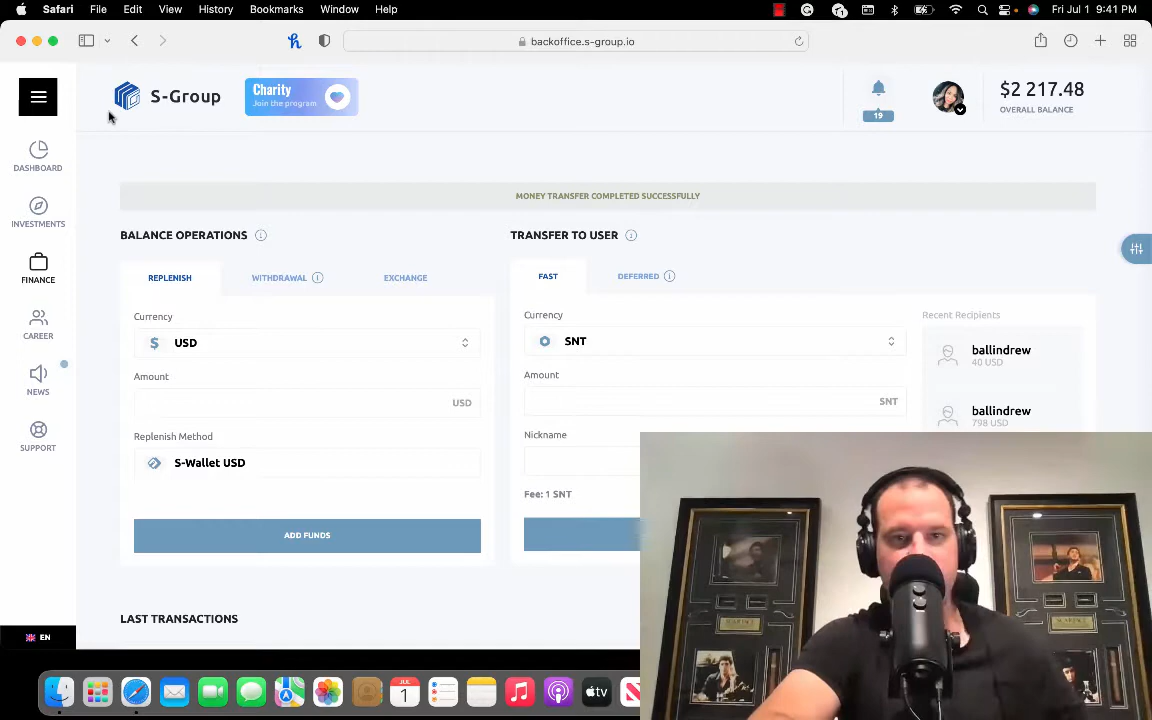 Safari File Edit View History Bookmarks Window Help Fri Jul 1 9:41 PM
backoffice.s-group.io
S-Group
Charity
Join the program
19
$2 217.48
OVERALL BALANCE
DASHBOARD
INVESTMENTS
FINANCE
CAREER
NEWS
SUPPORT
EN
MONEY TRANSFER COMPLETED SUCCESSFULLY
BALANCE OPERATIONS
REPLENISH WITHDRAWAL EXCHANGE
Currency
$ USD
Amount
USD
Replenish Method
S-Wallet USD
ADD FUNDS
TRANSFER TO USER
FAST DEFERRED
Currency
SNT
Amount
SNT
Nickname
Fee: 1 SNT
Recent Recipients
ballindrew
40 USD
ballindrew
798 USD
LAST TRANSACTIONS
JUL
1
tv
SCARFACE